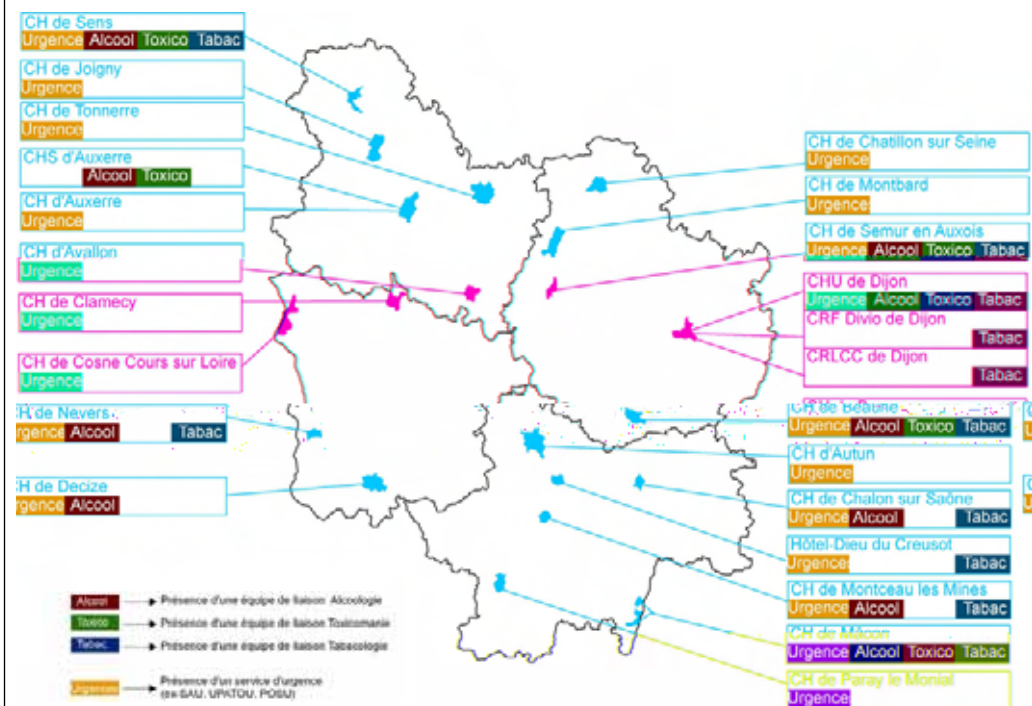 CH de Sens
Urgence Alcool Toxico Tabac
CH de Joigny
Urgence
CH de Tonnerre
Urgence
CHS d'Auxerre
Alcool Toxico
CH d'Auxerre
Urgence
CH d'Avallon
Urgence
CH de Clamecy
Urgence
CH de Cosne Cours sur Loire
Urgence
CH de Nevers
Urgence Alcool Tabac
CH de Decize
Urgence Alcool
CH de Chatillon sur Seine
Urgence
CH de Montbard
Urgence
CH de Semur en Auxois
Urgence Alcool Toxico Tabac
CHU de Dijon
Urgence Alcool Toxico Tabac
CRF Divio de Dijon
Tabac
CRLCC de Dijon
Tabac
CH de Beaune
Urgence Alcool Toxico Tabac
CH d'Autun
Urgence
CH de Chalon sur Saône
Urgence Alcool Tabac
Hôtel-Dieu du Creusot
Urgence Tabac
CH de Montceau les Mines
Urgence Alcool Tabac
CH de Mâcon
Urgence Alcool Toxico Tabac
CH de Paray le Monial
Urgence
Alcool Présence d'une équipe de liaison Alcoologie
Toxico Présence d'une équipe de liaison Toxicomanie
Tabac Présence d'une équipe de liaison Tabacologie
Urgences Présence d'un service d'urgence
(ex-SAU, UPATOU, POSU)